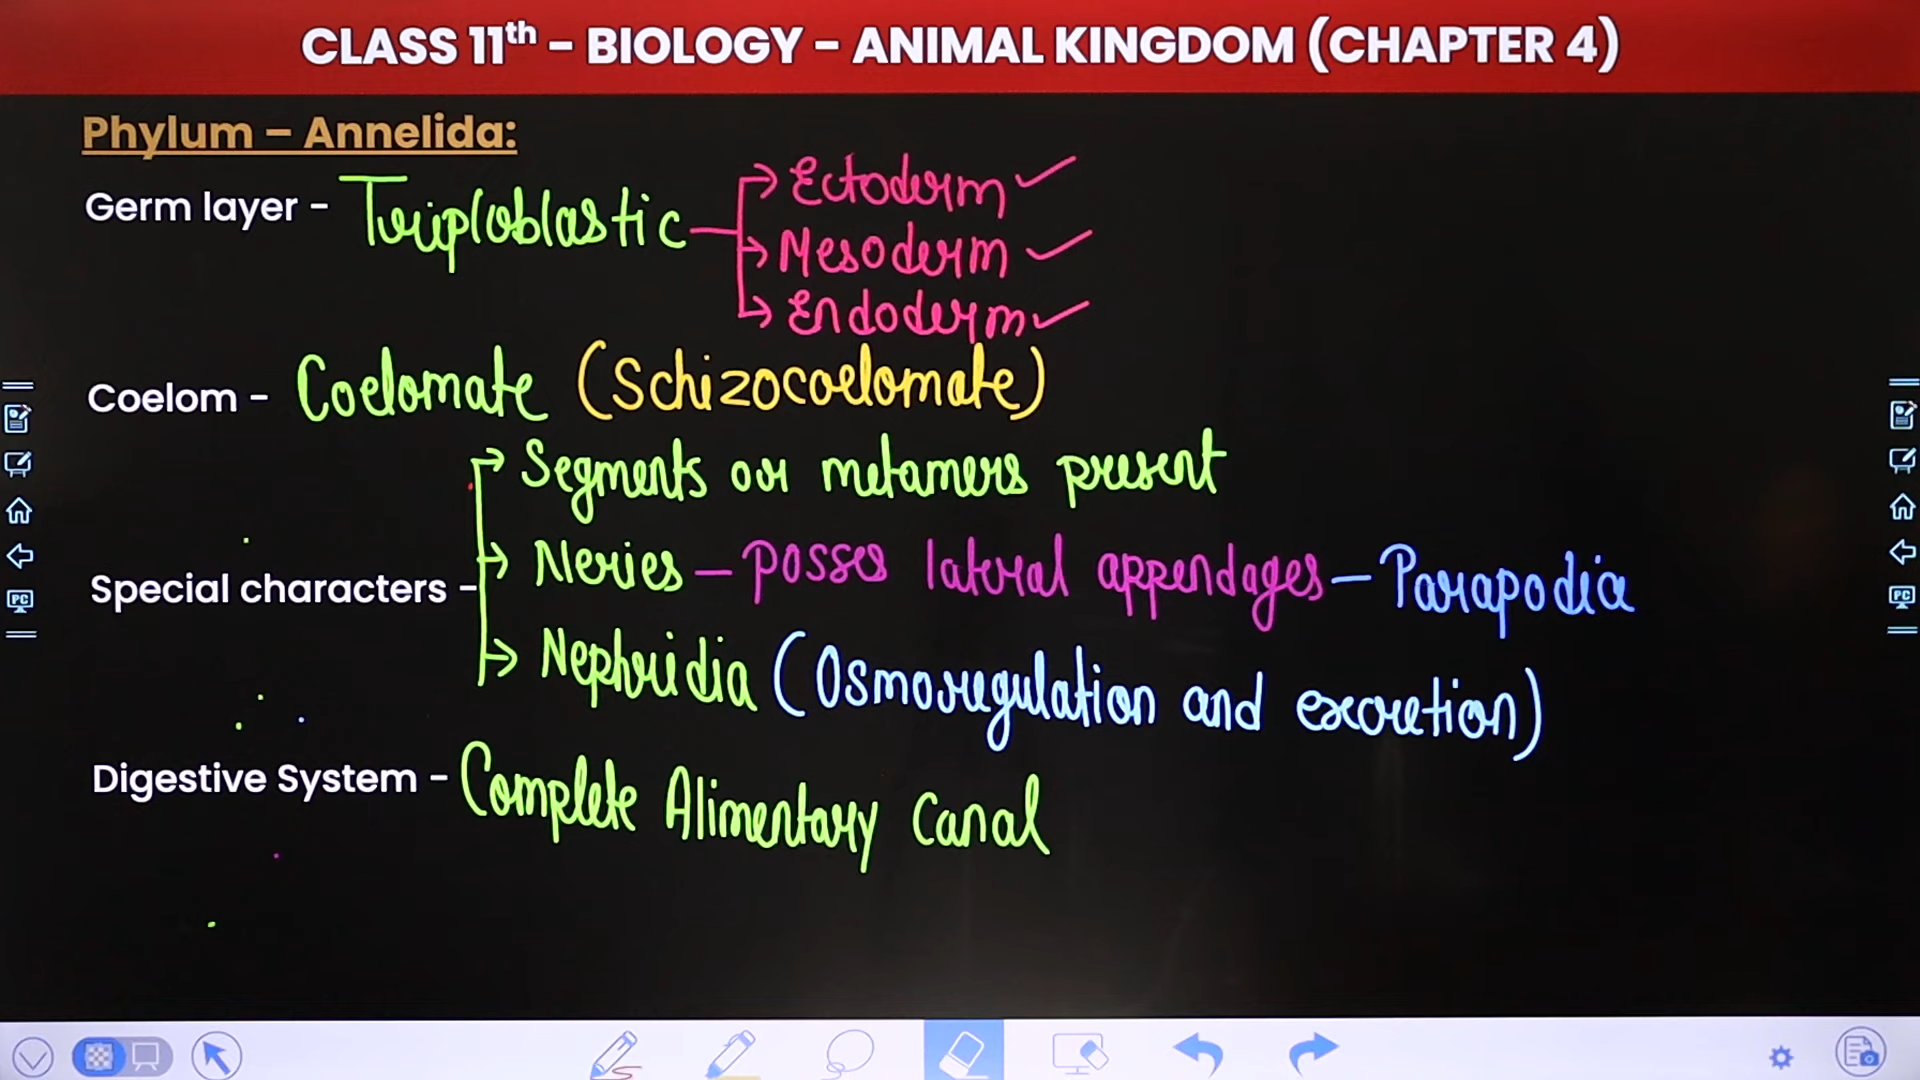 CLASS 11th - BIOLOGY - ANIMAL KINGDOM (CHAPTER 4)
Phylum – Annelida:
Germ layer - Triploblastic
Ectoderm
Mesoderm
Endoderm
Coelom - Coelomate (Schizocoelomate)
Segments or metamers present
Special characters - Neries - posses lateral appendages - Parapodia
Nephridia (Osmoregulation and excretion)
Digestive System - Complete Alimentary Canal
PC PC